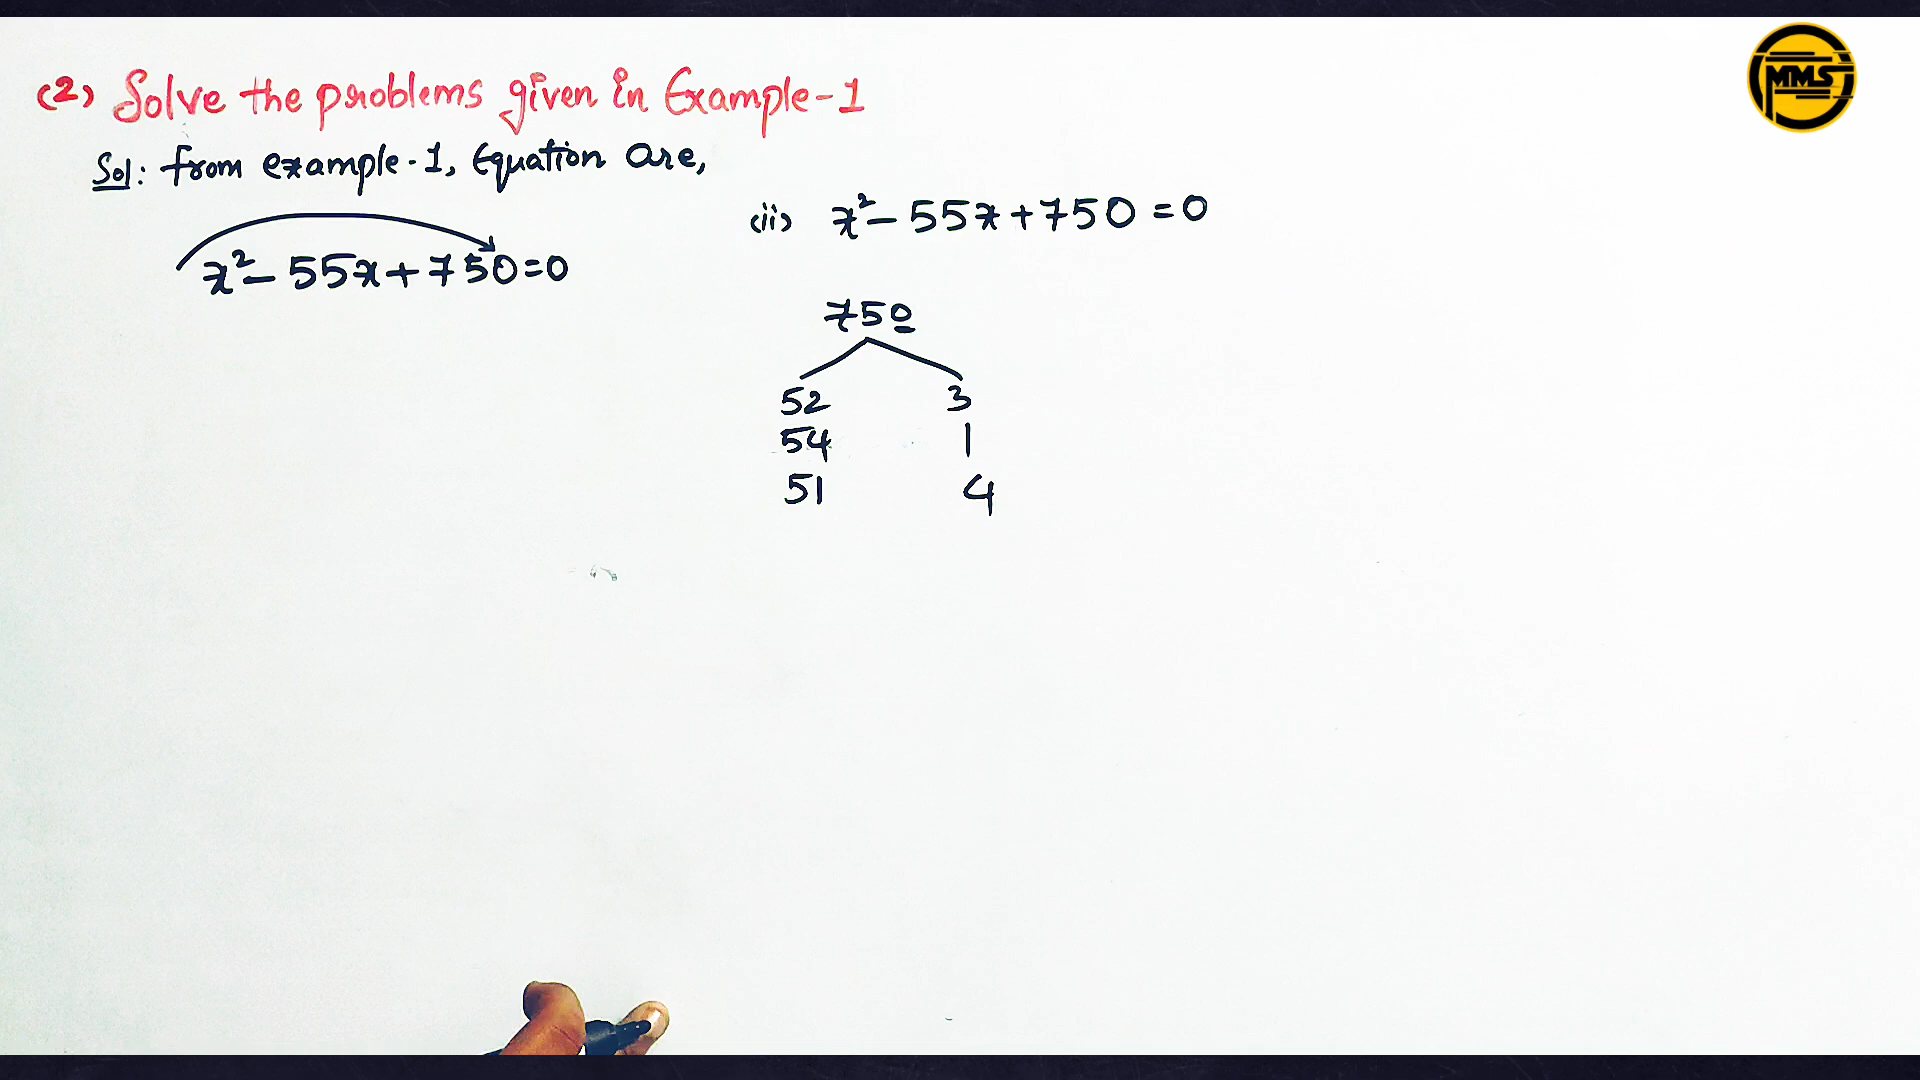 (2) Solve the problems given in Example-1
Sol: from example-1, Equation are,
x²-55x+750=0
(ii) x²-55x+750=0
750
52 3
54 1
51 4
MMS